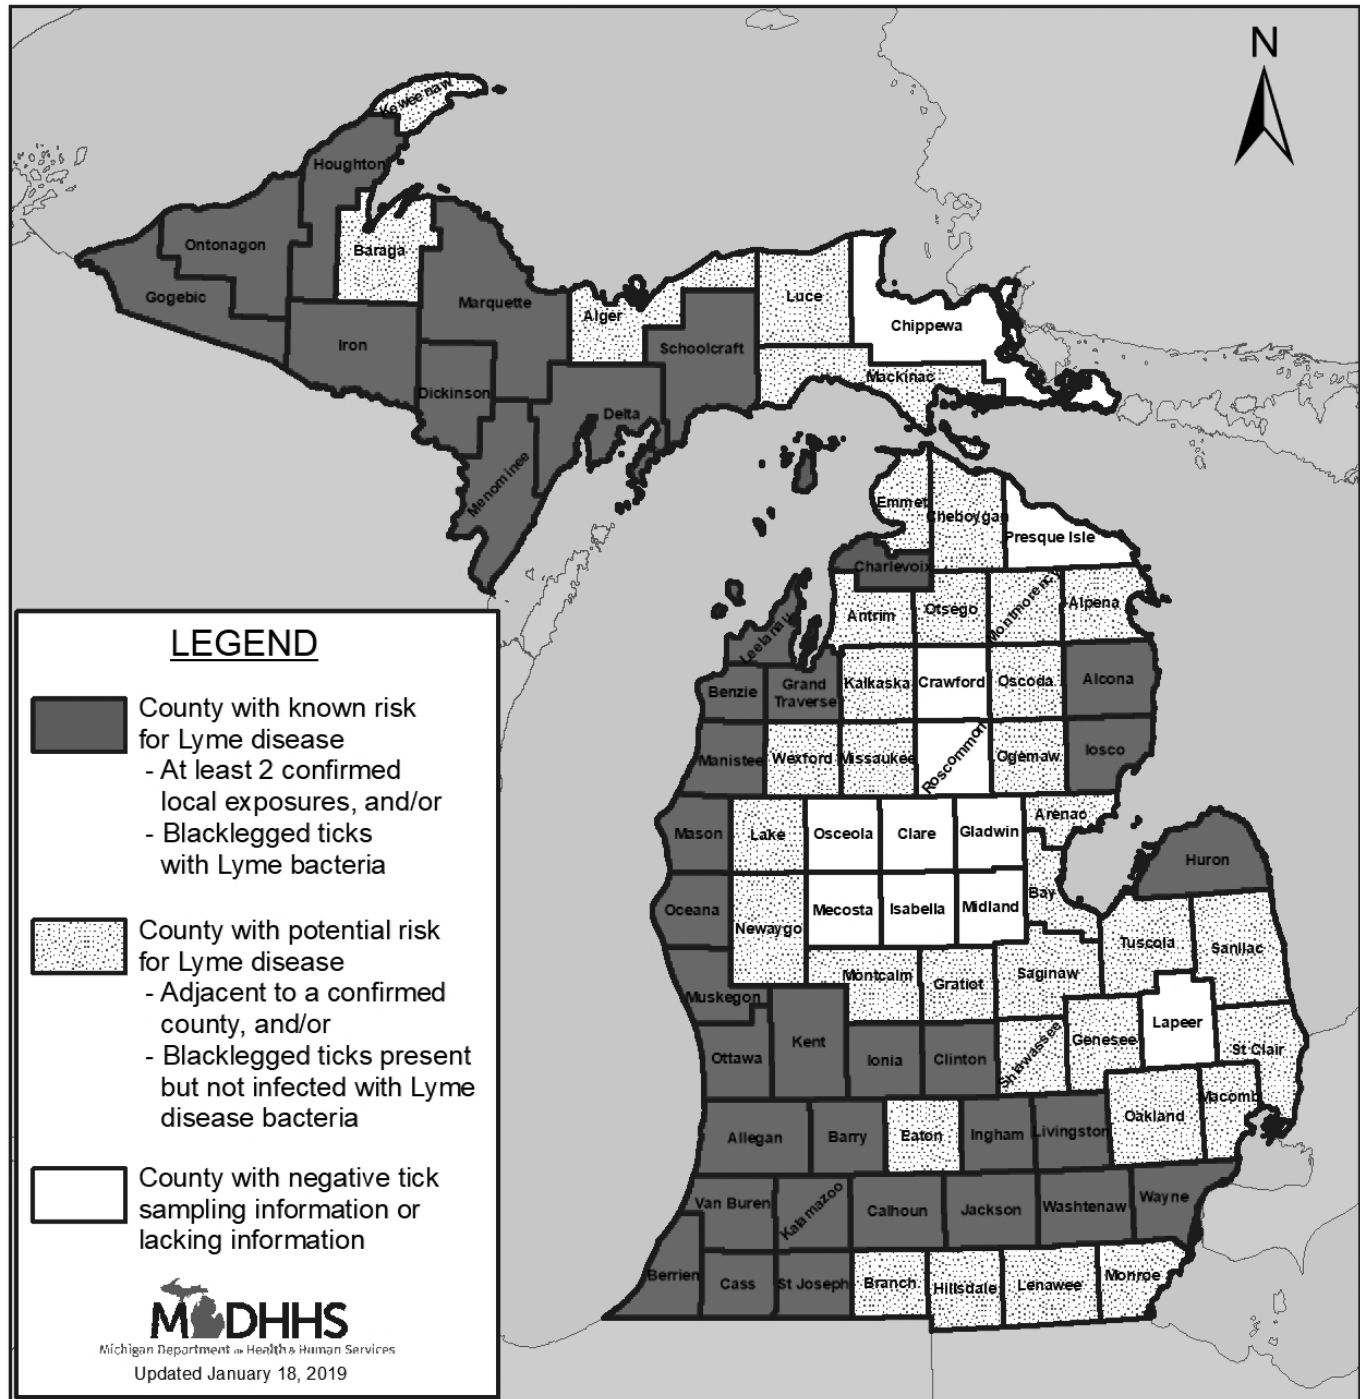 N
Keweenaw
Houghton
Ontonagon
Baraga
Gogebic
Marquette
Iron
Alger
Luce
Chippewa
Schoolcraft
Mackinac
Dickinson
Delta
Menominee
Emmet
Cheboygan
Presque Isle
Charlevoix
Antrim
Otsego
Montmorency
Alpena
Leelanau
Benzie
Grand
Traverse
Kalkaska
Crawford
Oscoda
Alcona
Manistee
Wexford
Missaukee
Roscommon
Ogemaw
Iosco
Mason
Lake
Osceola
Clare
Gladwin
Arenac
Huron
Oceana
Newaygo
Mecosta
Isabella
Midland
Bay
Tuscola
Sanilac
Muskegon
Montcalm
Gratiot
Saginaw
Ottawa
Kent
Ionia
Clinton
Shiawassee
Genesee
Lapeer
St Clair
Allegan
Barry
Eaton
Ingham
Livingston
Oakland
Macomb
Van Buren
Kalamazoo
Calhoun
Jackson
Washtenaw
Wayne
Berrien
Cass
St Joseph
Branch
Hillsdale
Lenawee
Monroe
LEGEND
County with known risk
for Lyme disease
- At least 2 confirmed
local exposures, and/or
- Blacklegged ticks
with Lyme bacteria
County with potential risk
for Lyme disease
- Adjacent to a confirmed
county, and/or
- Blacklegged ticks present
but not infected with Lyme
disease bacteria
County with negative tick
sampling information or
lacking information
MDHHS
Michigan Department of Health & Human Services
Updated January 18, 2019